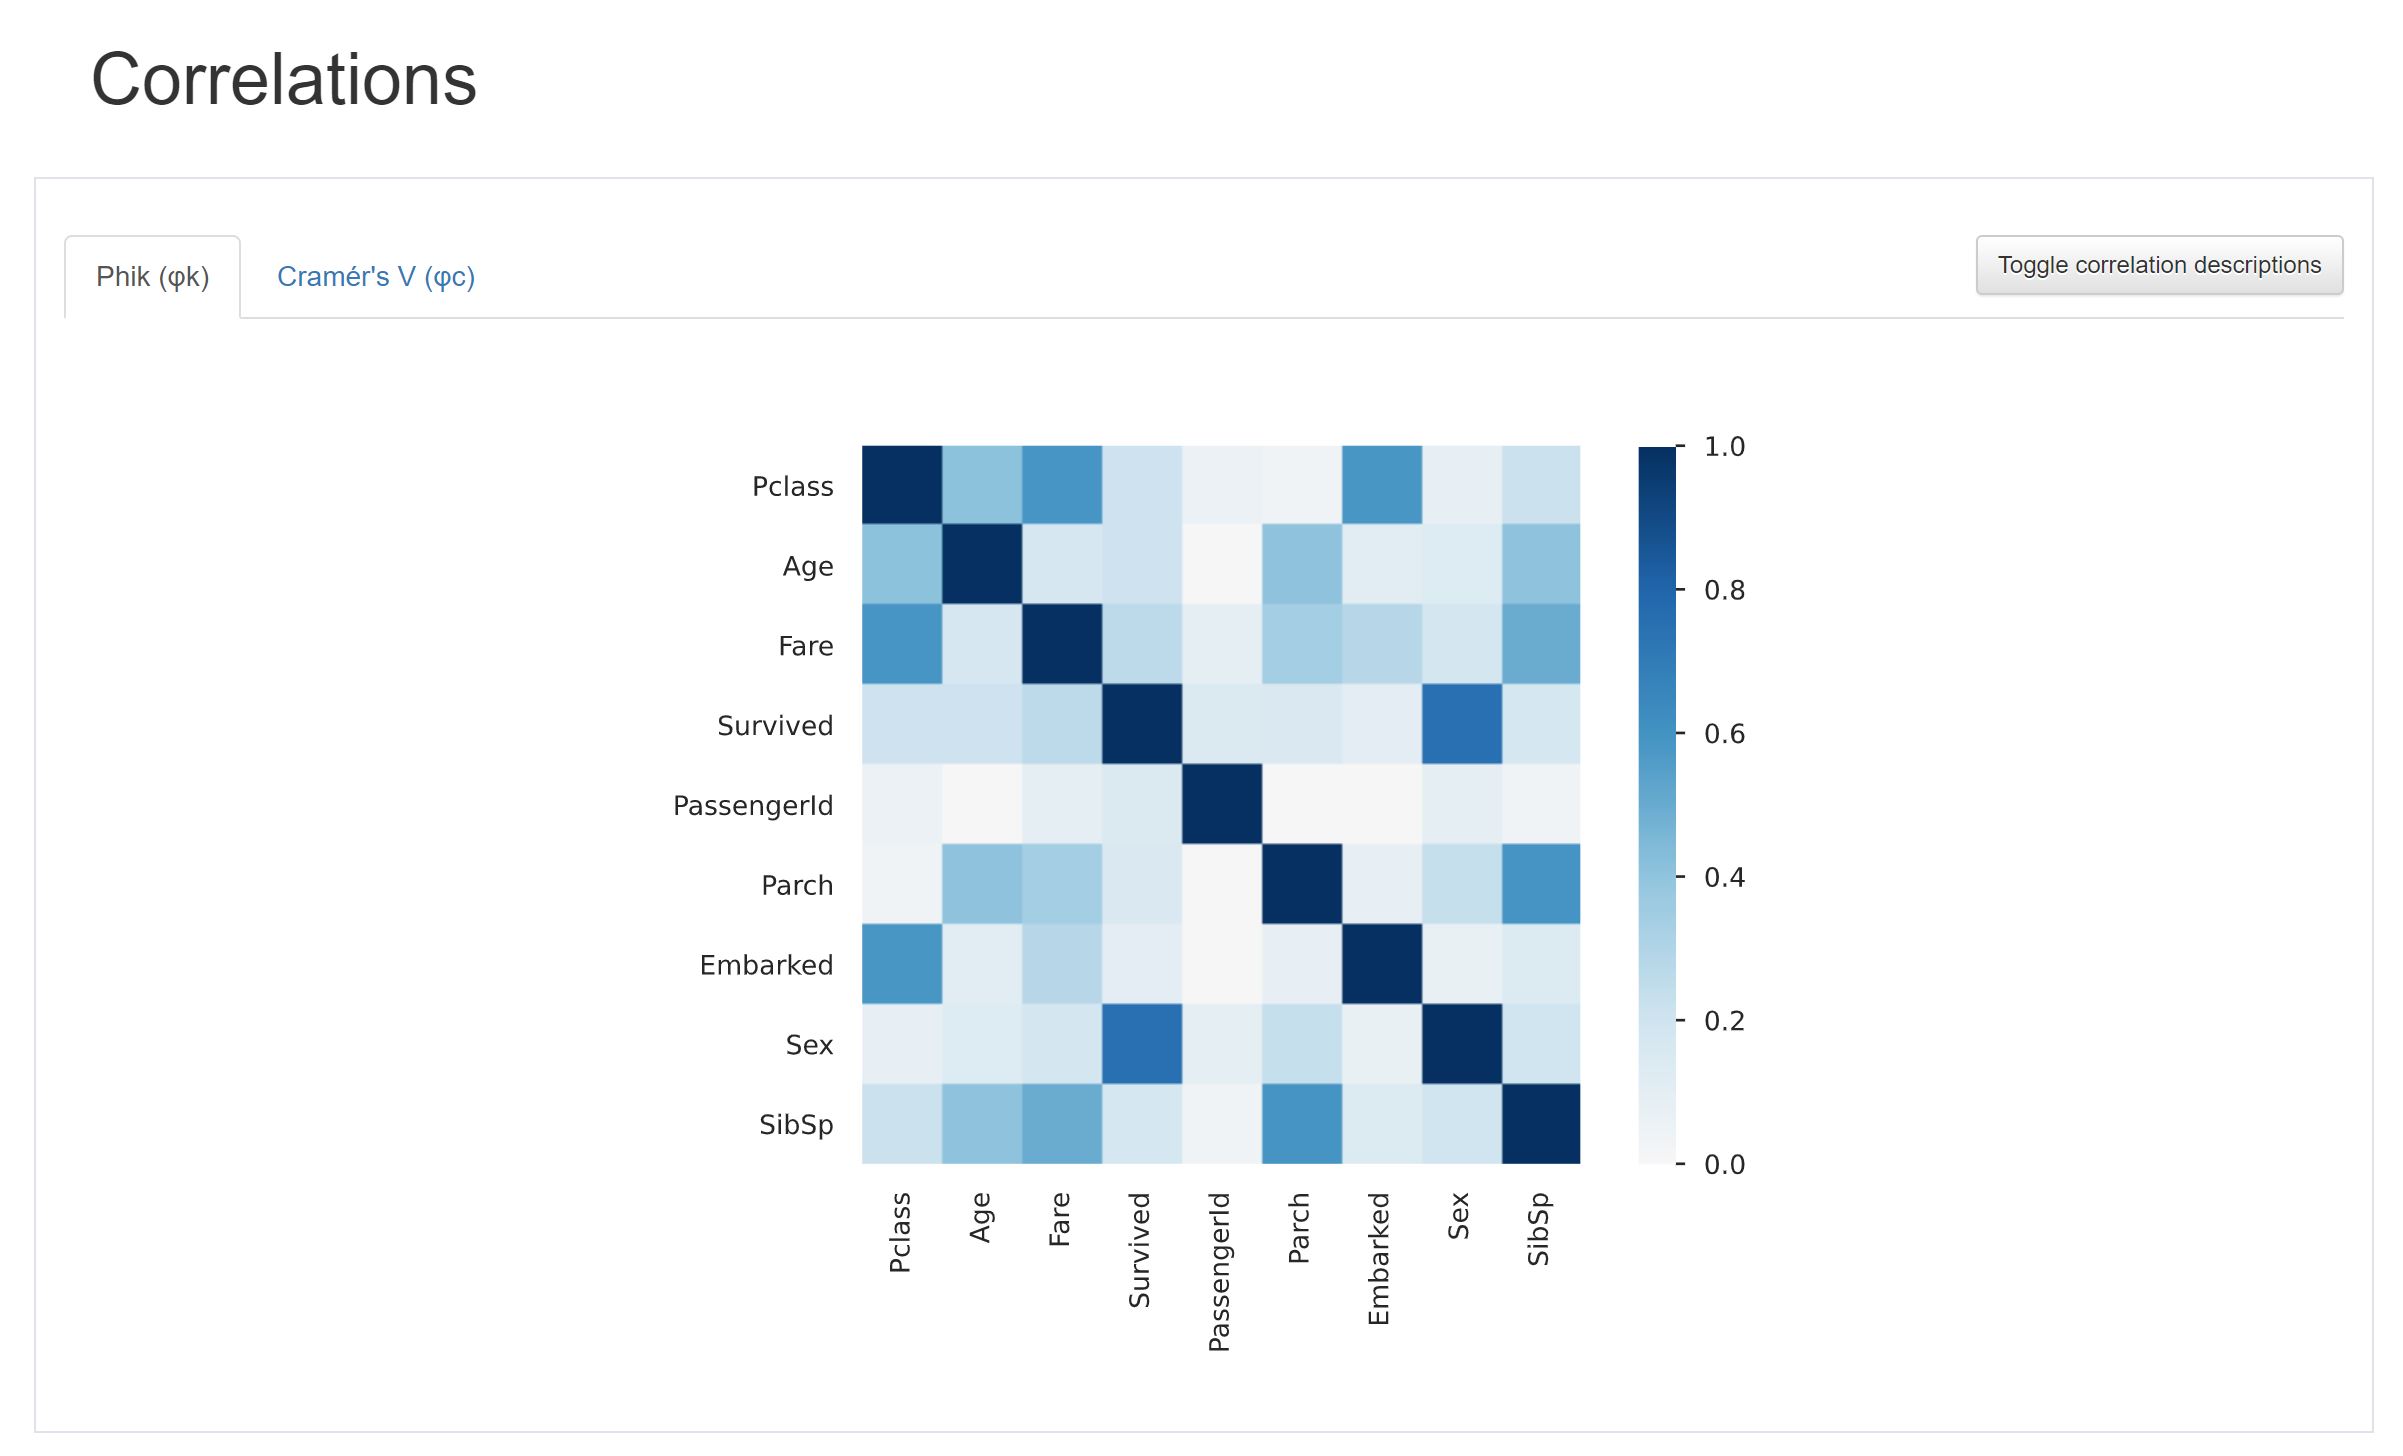 Correlations
Phik (φk)
Cramér's V (φc)
Toggle correlation descriptions
Pclass
Age
Fare
Survived
PassengerId
Parch
Embarked
Sex
SibSp
Pclass
Age
Fare
Survived
PassengerId
Parch
Embarked
Sex
SibSp
1.0
0.8
0.6
0.4
0.2
0.0